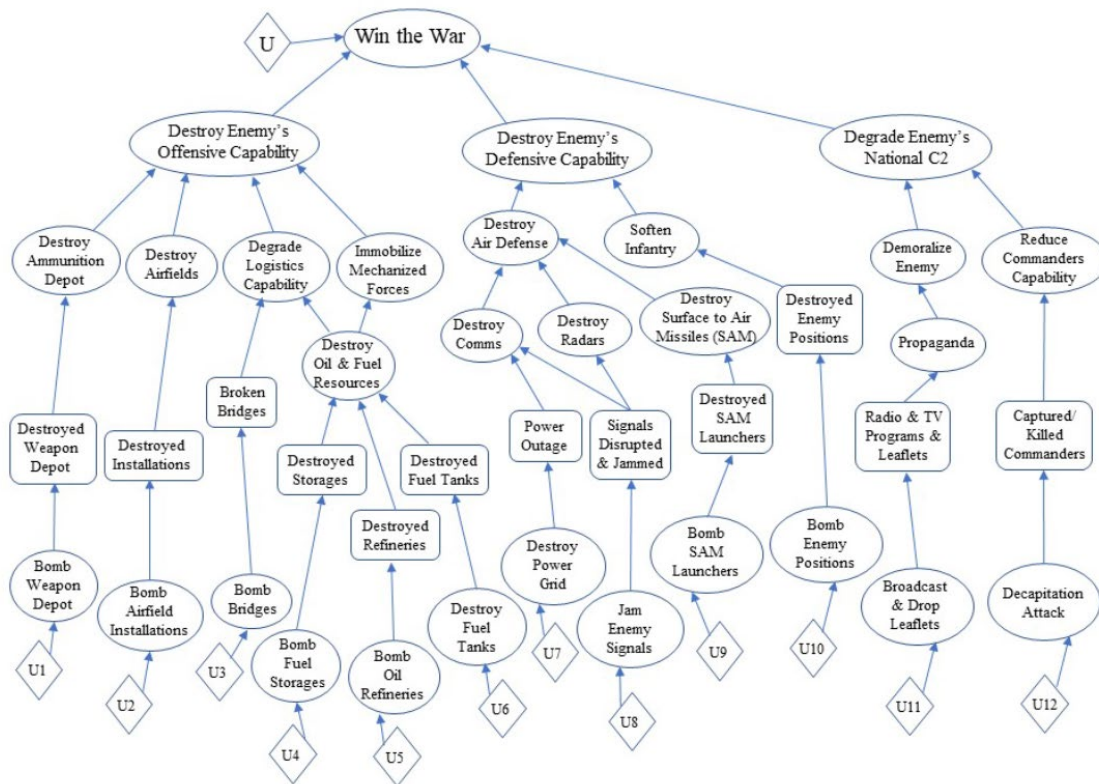 U
Win the War
Destroy Enemy's
Offensive Capability
Destroy Enemy's
Defensive Capability
Degrade Enemy's
National C2
Destroy
Ammunition
Depot
Destroy
Airfields
Degrade
Logistics
Capability
Immobilize
Mechanized
Forces
Destroy
Air Defense
Soften
Infantry
Demoralize
Enemy
Reduce
Commanders
Capability
Destroy
Oil & Fuel
Resources
Destroy
Comms
Destroy
Radars
Destroy
Surface to Air
Missiles (SAM)
Destroyed
Enemy
Positions
Propaganda
Destroyed
Weapon
Depot
Destroyed
Installations
Broken
Bridges
Destroyed
Storages
Destroyed
Refineries
Destroyed
Fuel Tanks
Power
Outage
Signals
Disrupted
& Jammed
Destroyed
SAM
Launchers
Radio & TV
Programs &
Leaflets
Captured/
Killed
Commanders
Bomb
Weapon
Depot
Bomb
Airfield
Installations
Bomb
Bridges
Bomb
Fuel
Storages
Bomb
Oil
Refineries
Destroy
Fuel
Tanks
Destroy
Power
Grid
Jam
Enemy
Signals
Bomb
SAM
Launchers
Bomb
Enemy
Positions
Broadcast
& Drop
Leaflets
Decapitation
Attack
U1
U2
U3
U4
U5
U6
U7
U8
U9
U10
U11
U12